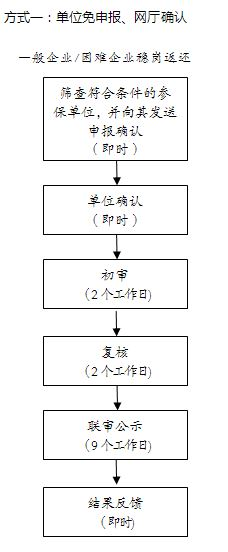 方式一：单位免申报、网厅确认
一般企业/困难企业稳岗返还
筛查符合条件的参
保单位，并向其发送
申报确认
（即时）
单位确认
（即时）
初审
（2个工作日）
复核
（2个工作日）
联审公示
（9个工作日）
结果反馈
（即时）